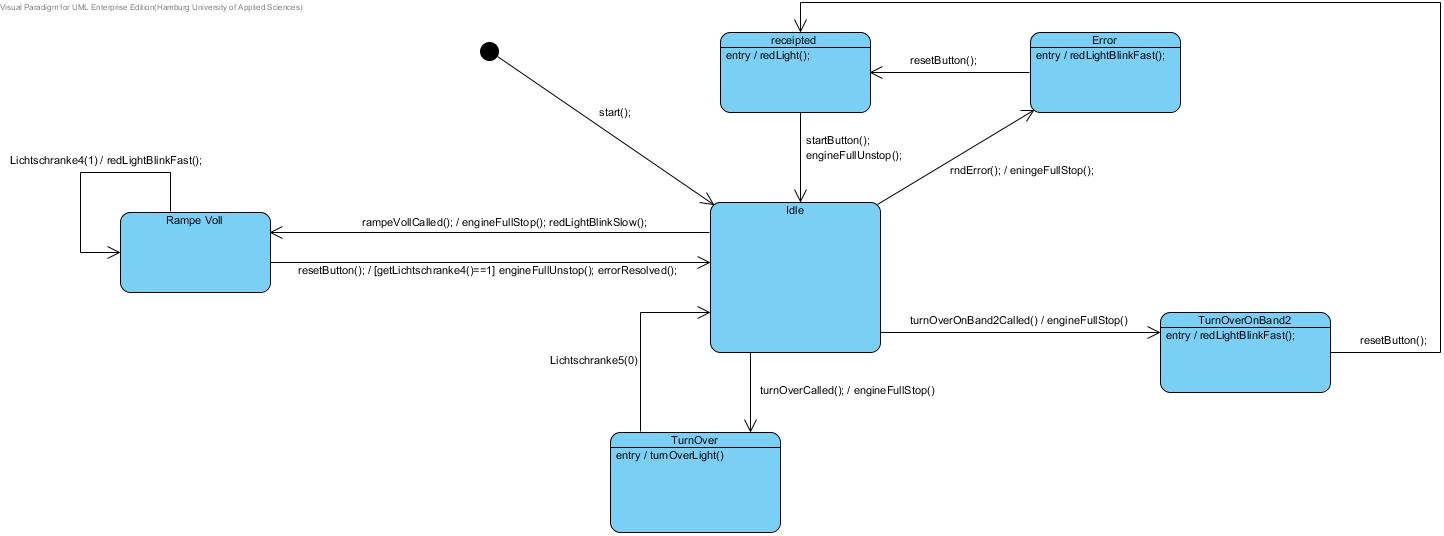 Visual Paradigm for UML Enterprise Edition(Hamburg University of Applied Sciences)
receipted
entry / redLight();
Error
entry / redLightBlinkFast();
resetButton();
start();
startButton();
engineFullUnstop();
rndError(); / eningeFullStop();
Lichtschranke4(1) / redLightBlinkFast();
Rampe Voll
Idle
rampeVollCalled(); / engineFullStop(); redLightBlinkSlow();
resetButton(); / [getLichtschranke4()==1] engineFullUnstop(); errorResolved();
turnOverOnBand2Called() / engineFullStop()
TurnOverOnBand2
entry / redLightBlinkFast();
resetButton();
Lichtschranke5(0)
turnOverCalled(); / engineFullStop()
TurnOver
entry / turnOverLight()